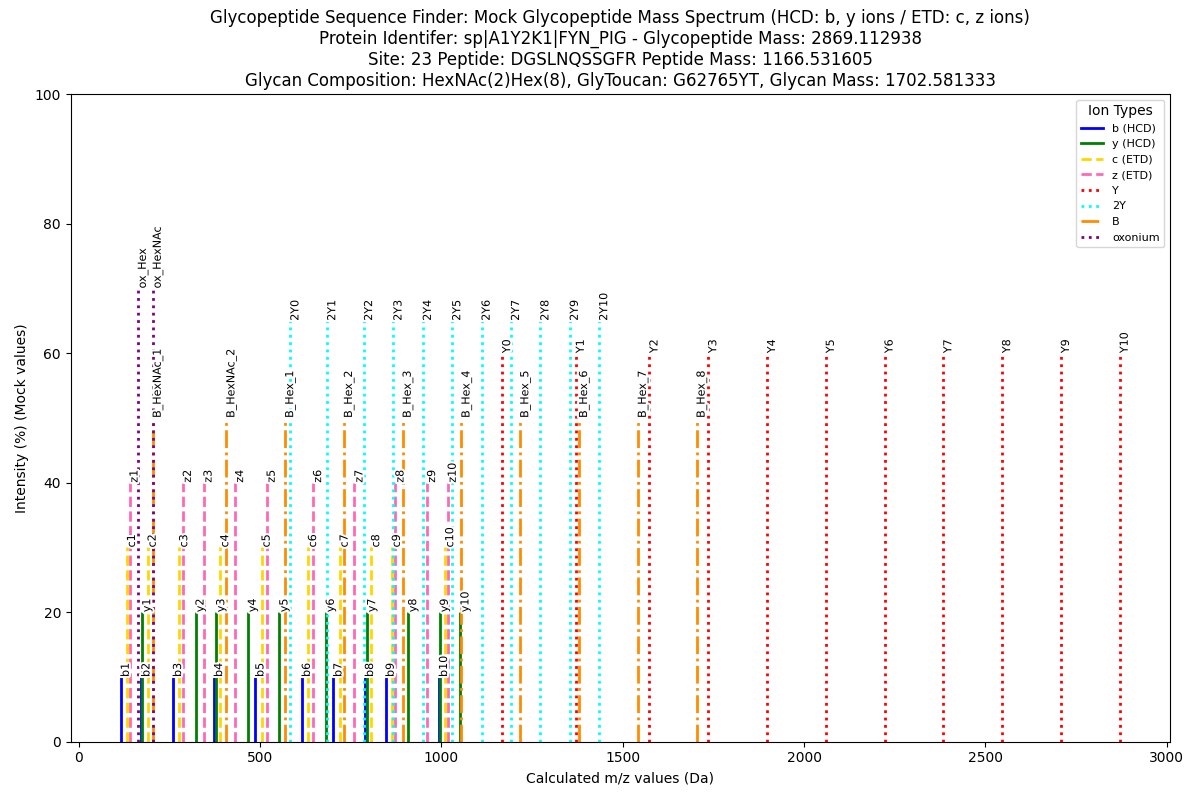 Glycopeptide Sequence Finder: Mock Glycopeptide Mass Spectrum (HCD: b, y ions / ETD: c, z ions)
Protein Identifer: sp|A1Y2K1|FYN_PIG - Glycopeptide Mass: 2869.112938
Site: 23 Peptide: DGSLNQSSGFR Peptide Mass: 1166.531605
Glycan Composition: HexNAc(2)Hex(8), GlyToucan: G62765YT, Glycan Mass: 1702.581333
100
80
60
40
20
0
Intensity (%) (Mock values)
Ion Types
b (HCD)
y (HCD)
c (ETD)
z (ETD)
Y
2Y
B
oxonium
ox_Hex
ox_HexNAc
2Y0
2Y1
2Y2
2Y3
2Y4
2Y5
2Y6
2Y7
2Y8
2Y9
2Y10
Y0
Y1
Y2
Y3
Y4
Y5
Y6
Y7
Y8
Y9
Y10
B_HexNAc_1
B_HexNAc_2
B_Hex_1
B_Hex_2
B_Hex_3
B_Hex_4
B_Hex_5
B_Hex_6
B_Hex_7
B_Hex_8
z1
z2
z3
z4
z5
z6
z7
z8
z9
z10
c1
c2
c3
c4
c5
c6
c7
c8
c9
c10
y1
y2
y3
y4
y5
y6
y7
y8
y9
y10
b1
b2
b3
b4
b5
b6
b7
b8
b9
b10
0
500
1000
1500
2000
2500
3000
Calculated m/z values (Da)